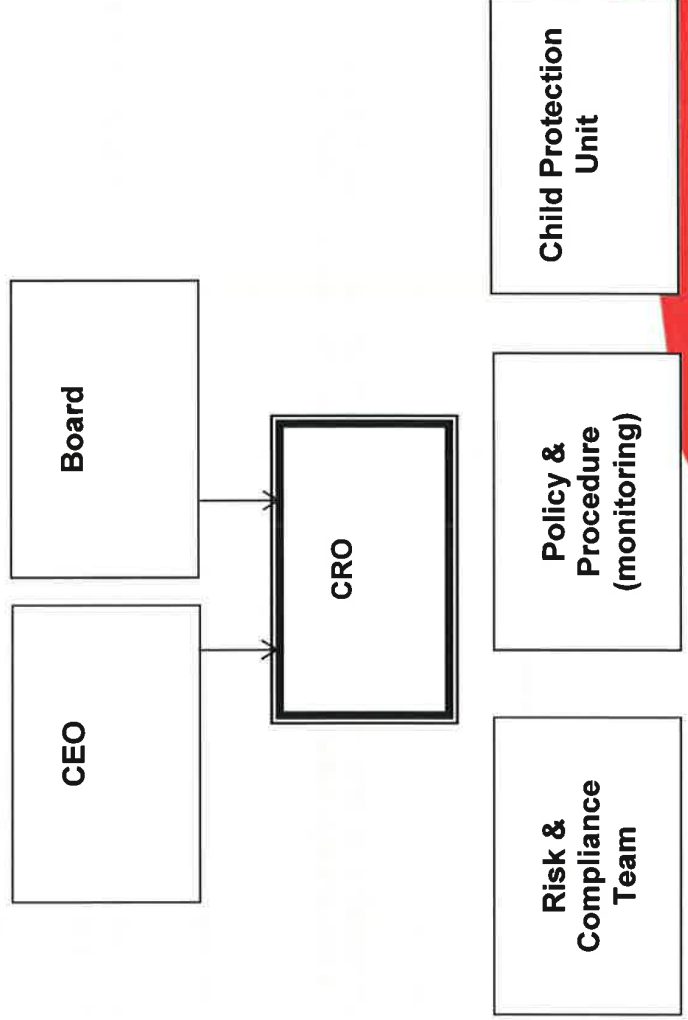 CEO
Board
CRO
Risk &
Compliance
Team
Policy &
Procedure
(monitoring)
Child Protection
Unit